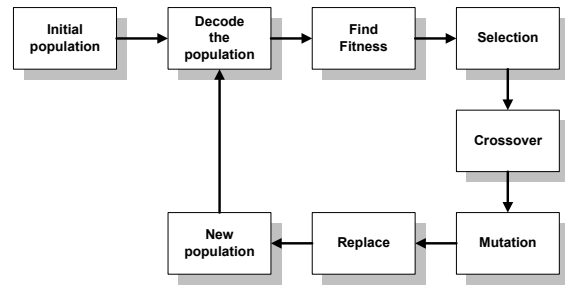 Initial
population
Decode
the
population
Find
Fitness
Selection
Crossover
Mutation
Replace
New
population